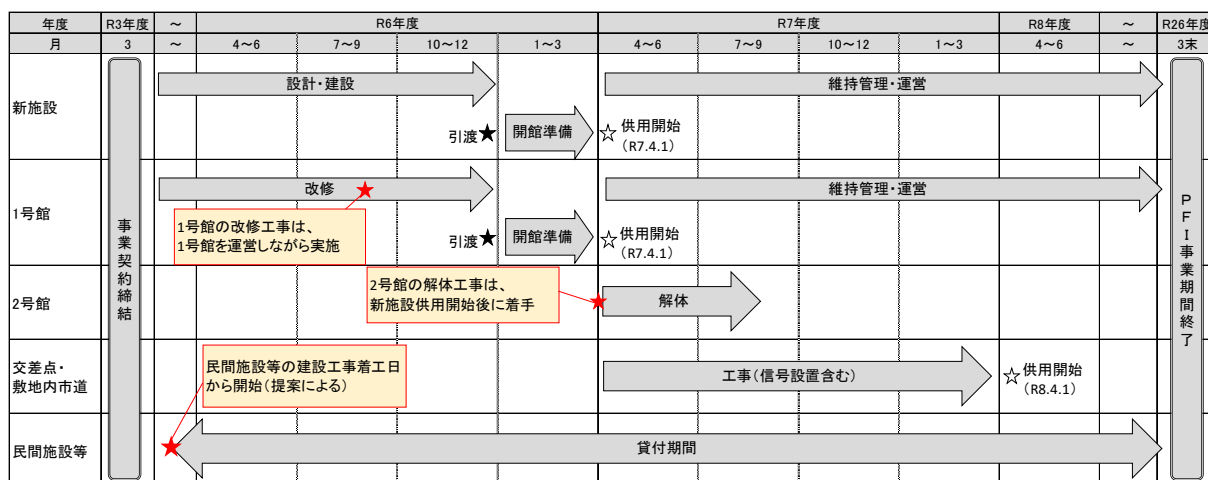 年度 R3年度 ～ R6年度 R7年度 R8年度 ～ R26年度
月 3 ～ 4～6 7～9 10～12 1～3 4～6 7～9 10～12 1～3 4～6 ～ 3末
事業契約締結
PFI事業期間終了
新施設
設計・建設
維持管理・運営
引渡★
開館準備
☆供用開始
(R7.4.1)
1号館
改修
維持管理・運営
1号館の改修工事は、
1号館を運営しながら実施
引渡★
開館準備
☆供用開始
(R7.4.1)
2号館
2号館の解体工事は、
新施設供用開始後に着手
解体
交差点・
敷地内市道
民間施設等の建設工事着工日
から開始(提案による)
工事(信号設置含む)
☆供用開始
(R8.4.1)
民間施設等
貸付期間